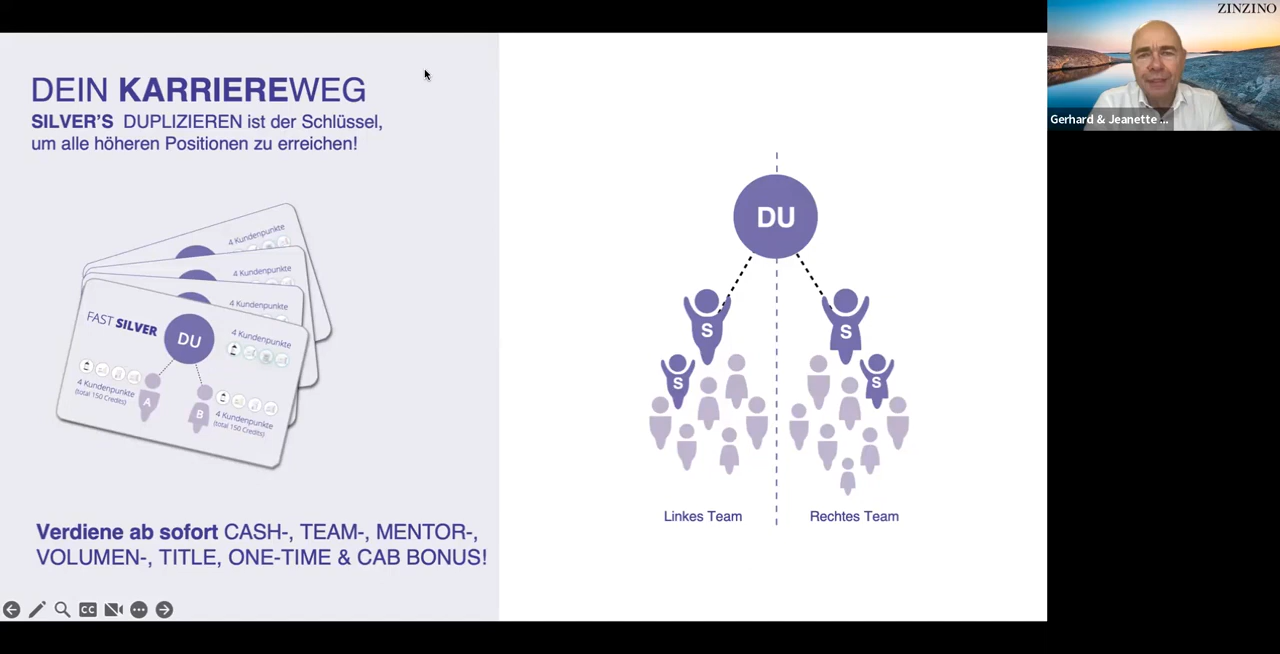 DEIN KARRIEREWEG
SILVER'S DUPLIZIEREN ist der Schlüssel,
um alle höheren Positionen zu erreichen!
4 Kundenpunkte
4 Kundenpunkte
4 Kundenpunkte
FAST SILVER
DU
4 Kundenpunkte
4 Kundenpunkte
(total 150 Credits)
A
B
4 Kundenpunkte
(total 150 Credits)
Verdiene ab sofort CASH-, TEAM-, MENTOR-,
VOLUMEN-, TITLE, ONE-TIME & CAB BONUS!
DU
S
S
S
S
Linkes Team
Rechtes Team
CC
ZINZINO
Gerhard & Jeanette ...